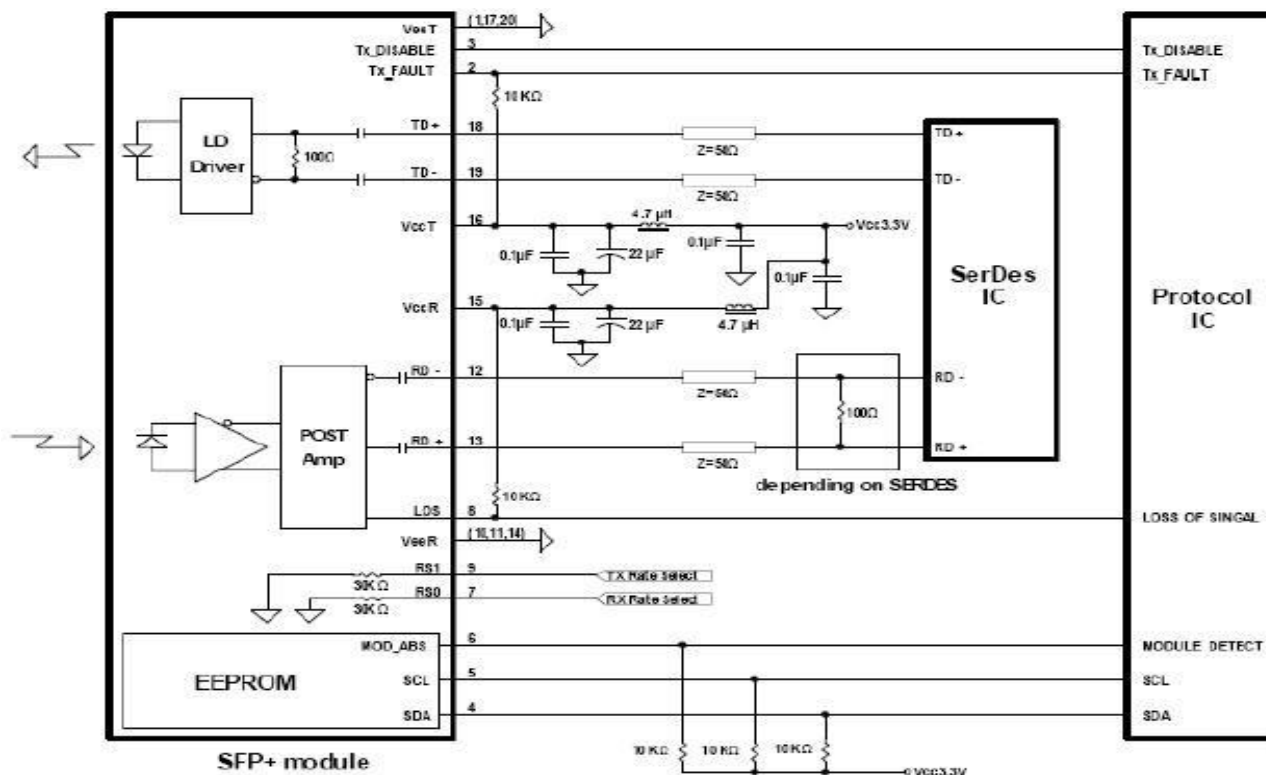 VeeT (1,17,20)
Tx_DISABLE 3 Tx_DISABLE
Tx_FAULT 2 Tx_FAULT
10 KΩ
LD
Driver
100Ω
TD+ 18 Z=50Ω TD+
TD- 19 Z=50Ω TD-
VccT 16 4.7 µH Vcc3.3V
0.1µF 22 µF 0.1µF 0.1µF
SerDes
IC
Protocol
IC
VccR 15 4.7 µH
0.1µF 22 µF
RD - 12 Z=50Ω RD -
POST
Amp
100Ω
RD + 13 Z=50Ω RD +
depending on SERDES
10 KΩ
LOS 8 LOSS OF SINGAL
VeeR (10,11,14)
RS1 9 TX Rate Select
30KΩ
RS0 7 RX Rate Select
30KΩ
EEPROM
MOD_ABS 6 MODULE DETECT
SCL 5 SCL
SDA 4 SDA
10 KΩ 10 KΩ 10 KΩ
Vcc3.3V
SFP+ module